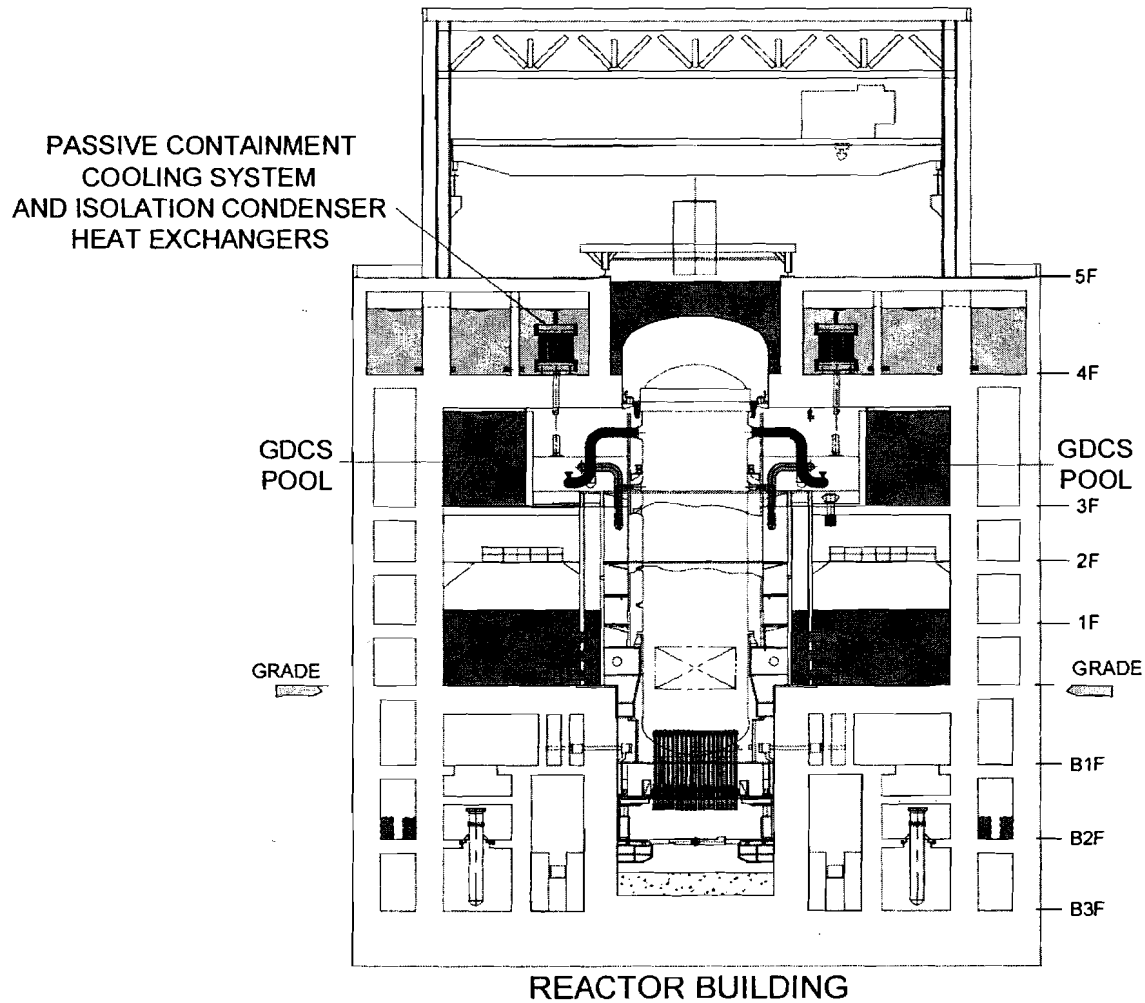 PASSIVE CONTAINMENT
COOLING SYSTEM
AND ISOLATION CONDENSER
HEAT EXCHANGERS
5F
4F
GDCS
POOL
GDCS
POOL
3F
2F
1F
GRADE
GRADE
B1F
B2F
B3F
REACTOR BUILDING